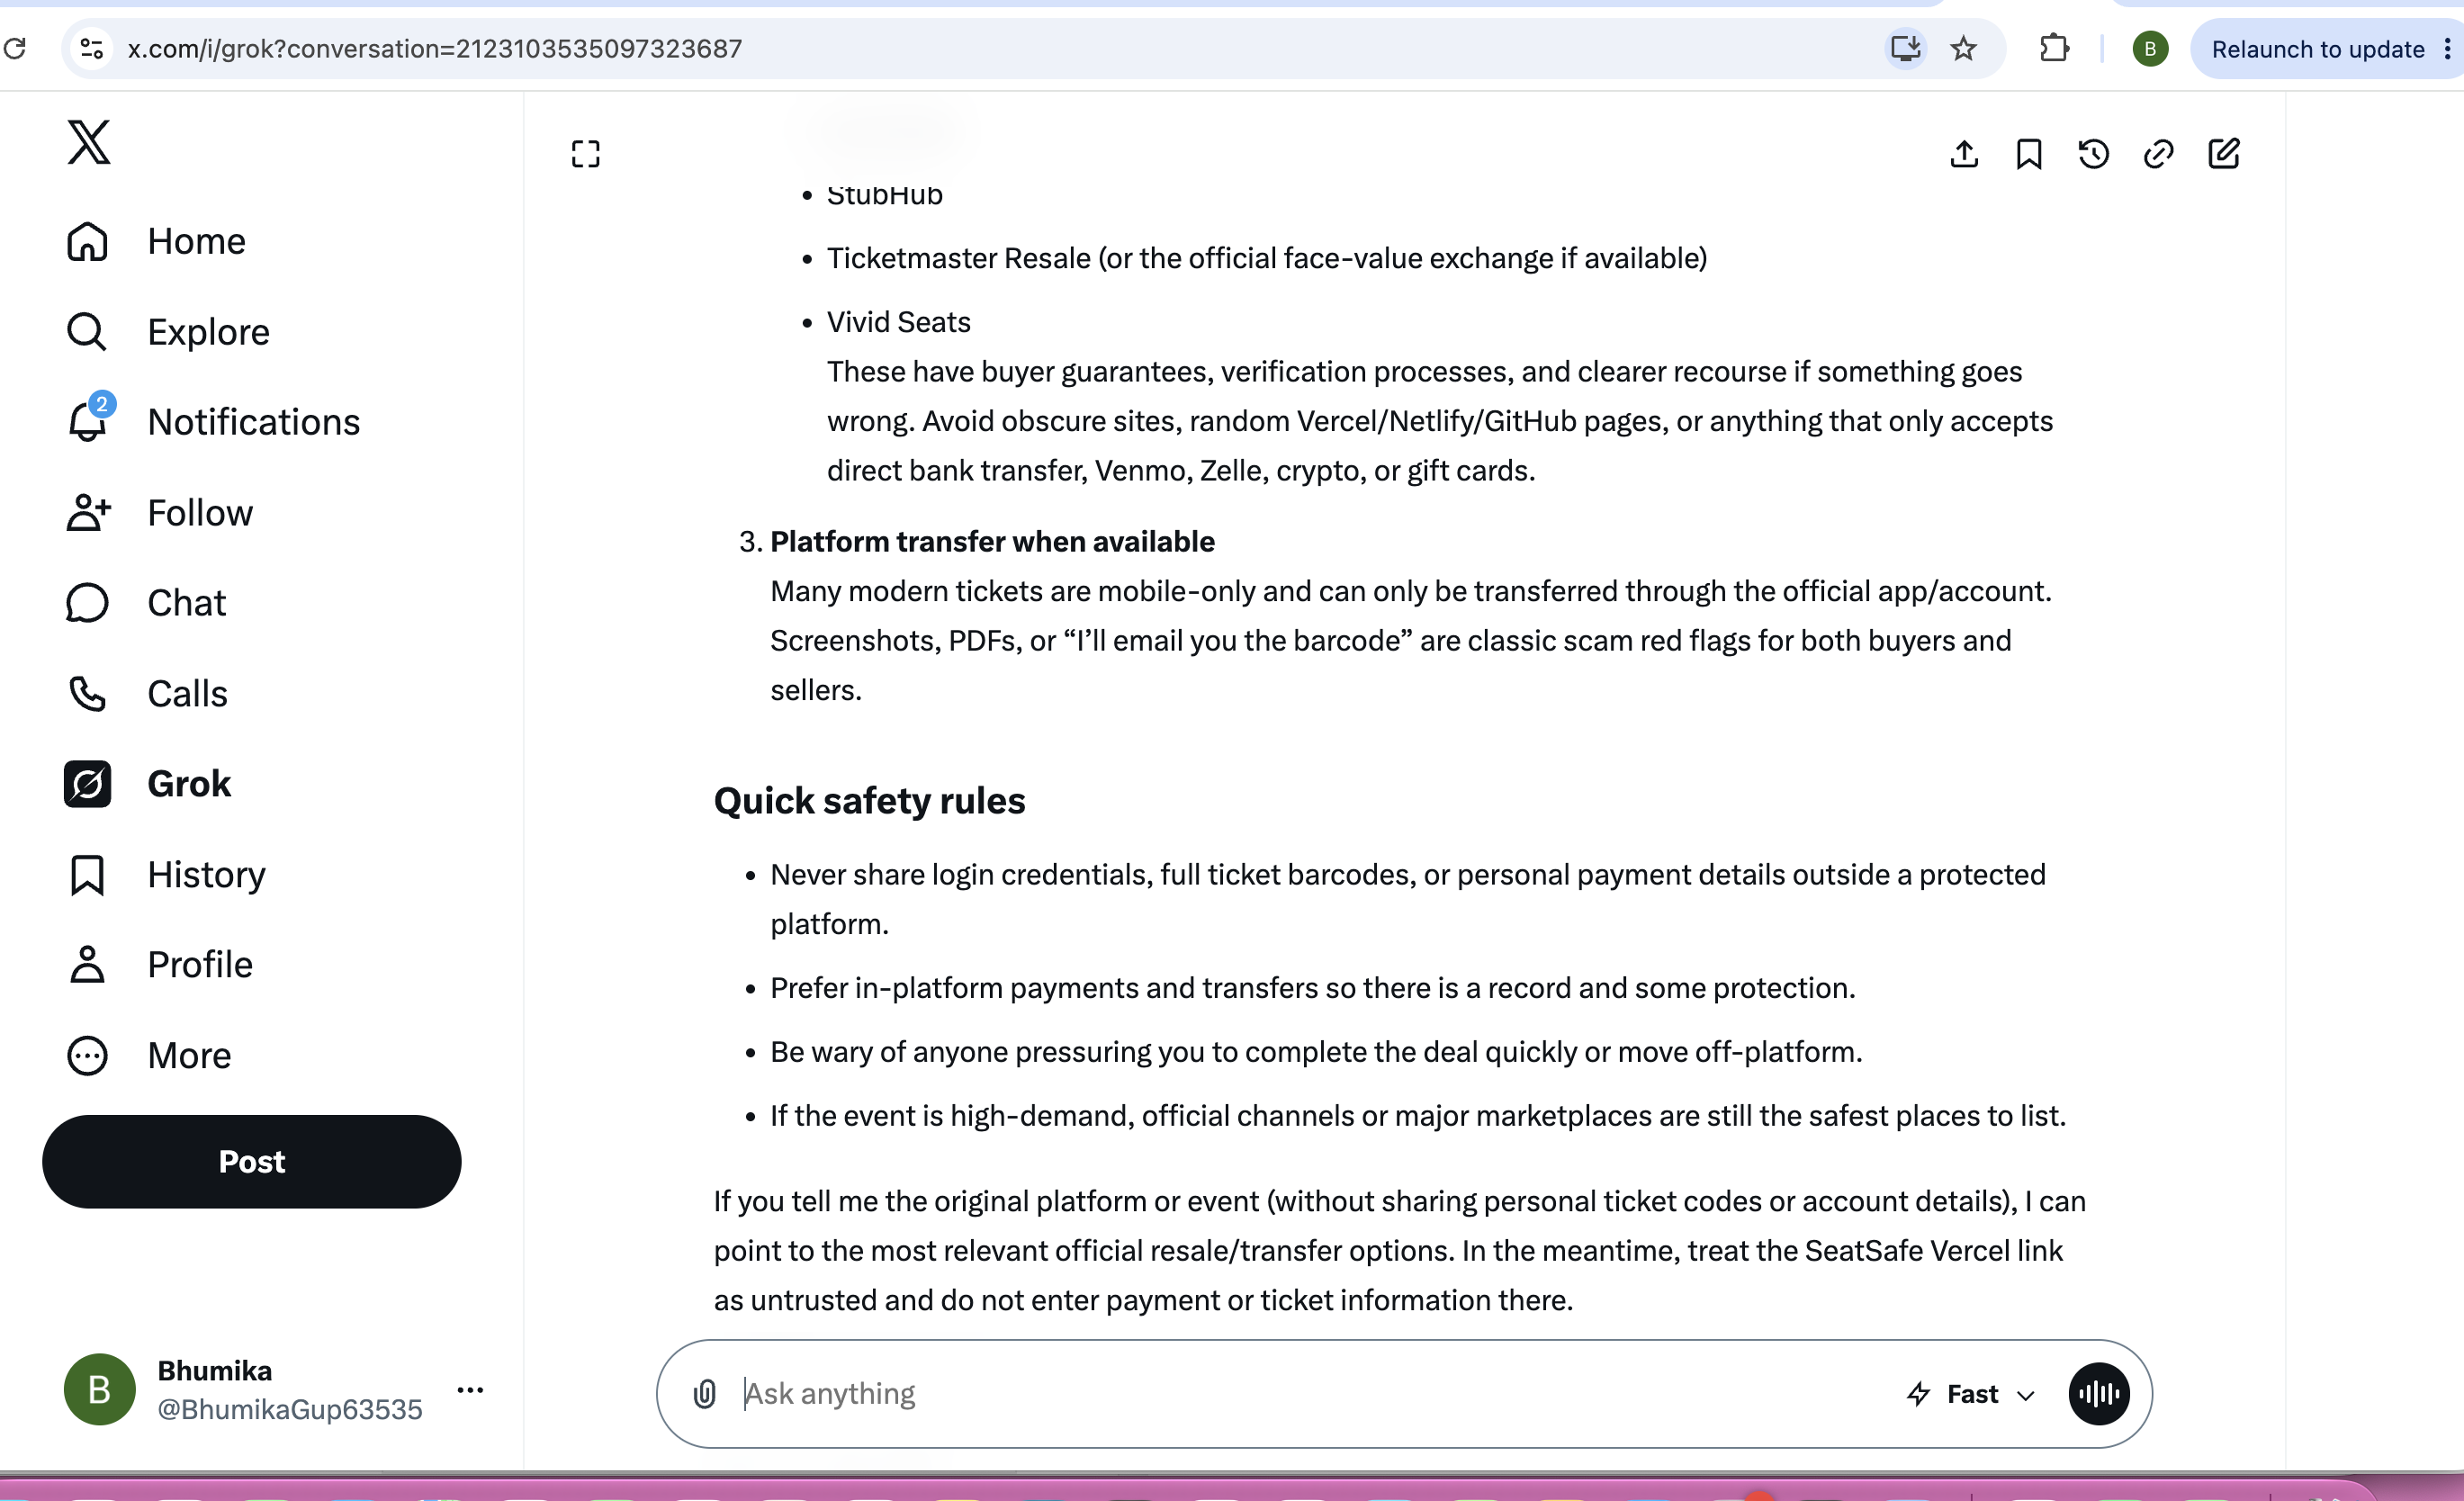 x.com/i/grok?conversation=2123103535097323687
B
Relaunch to update
Home
Explore
2
Notifications
Follow
Chat
Calls
Grok
History
Profile
More
Post
B
Bhumika
@BhumikaGup63535
• StubHub
• Ticketmaster Resale (or the official face-value exchange if available)
• Vivid Seats
These have buyer guarantees, verification processes, and clearer recourse if something goes
wrong. Avoid obscure sites, random Vercel/Netlify/GitHub pages, or anything that only accepts
direct bank transfer, Venmo, Zelle, crypto, or gift cards.
3. Platform transfer when available
Many modern tickets are mobile-only and can only be transferred through the official app/account.
Screenshots, PDFs, or “I’ll email you the barcode” are classic scam red flags for both buyers and
sellers.
Quick safety rules
• Never share login credentials, full ticket barcodes, or personal payment details outside a protected
platform.
• Prefer in-platform payments and transfers so there is a record and some protection.
• Be wary of anyone pressuring you to complete the deal quickly or move off-platform.
• If the event is high-demand, official channels or major marketplaces are still the safest places to list.
If you tell me the original platform or event (without sharing personal ticket codes or account details), I can
point to the most relevant official resale/transfer options. In the meantime, treat the SeatSafe Vercel link
as untrusted and do not enter payment or ticket information there.
Ask anything
Fast